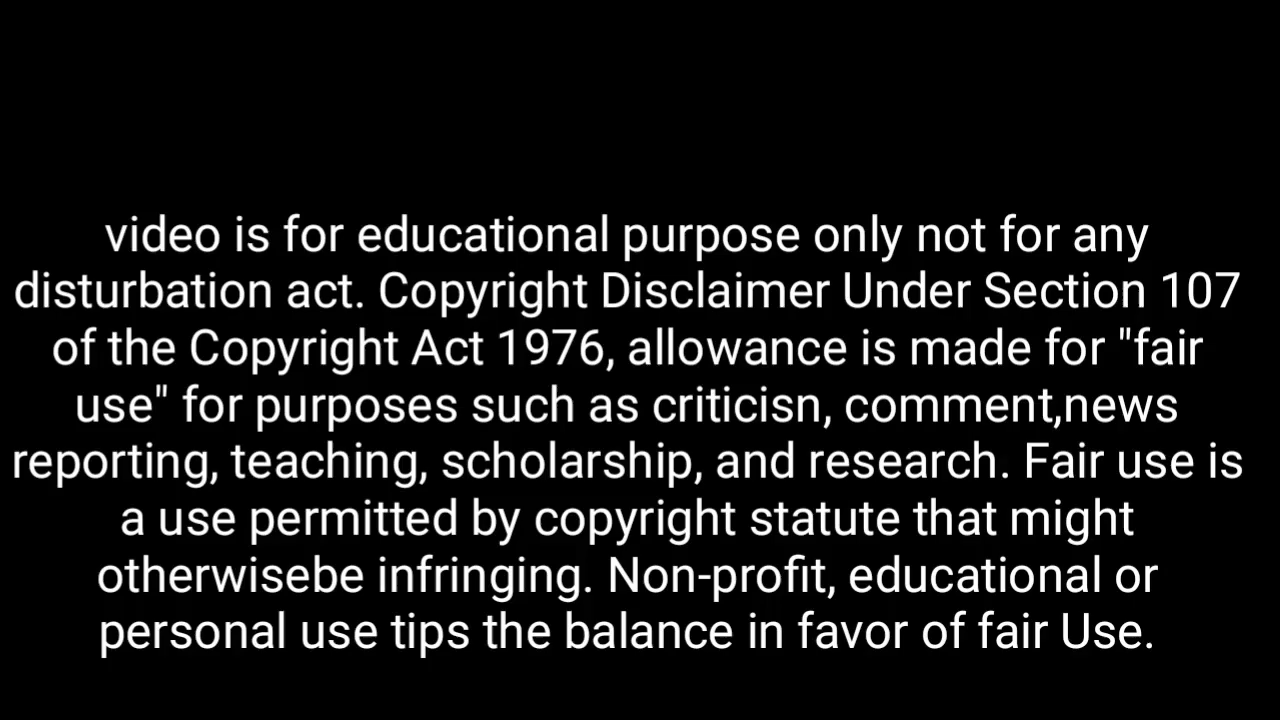 video is for educational purpose only not for any
disturbation act. Copyright Disclaimer Under Section 107
of the Copyright Act 1976, allowance is made for "fair
use" for purposes such as criticisn, comment,news
reporting, teaching, scholarship, and research. Fair use is
a use permitted by copyright statute that might
otherwisebe infringing. Non-profit, educational or
personal use tips the balance in favor of fair Use.